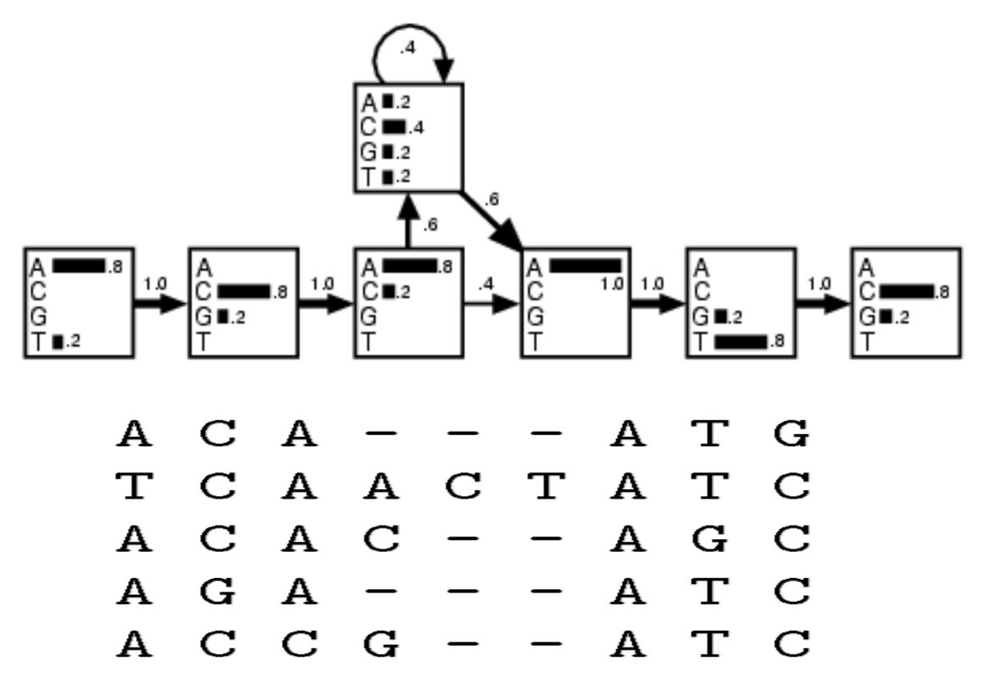 .4
A .2
C .4
G .2
T .2
.6
.6
A .8
C
G
T .2
1.0
A
C .8
G .2
T
1.0
A .8
C .2
G
T
.4
A
C 1.0
G
T
1.0
A
C
G .2
T .8
1.0
A
C .8
G .2
T
A C A - - - A T G
T C A A C T A T C
A C A C - - A G C
A G A - - - A T C
A C C G - - A T C